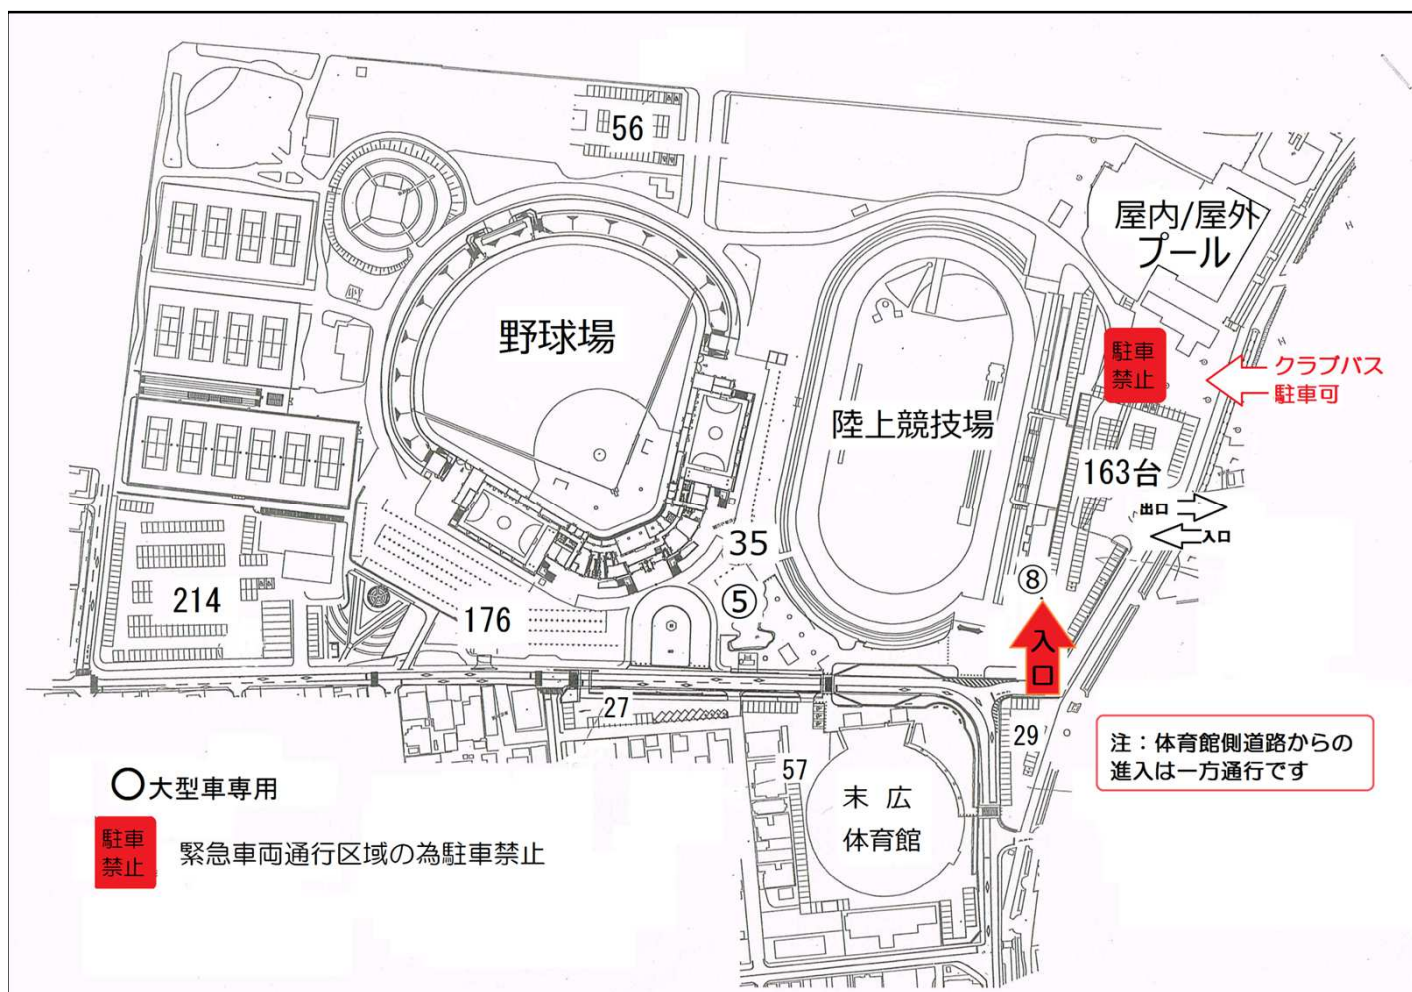 56
屋内/屋外
プール
野球場
駐車
禁止
クラブバス
駐車可
陸上競技場
163台
出口
入口
35
⑧
⑤
214
176
入
口
27
29
注：体育館側道路からの
進入は一方通行です
57
○大型車専用
末 広
体育館
駐車
禁止
緊急車両通行区域の為駐車禁止